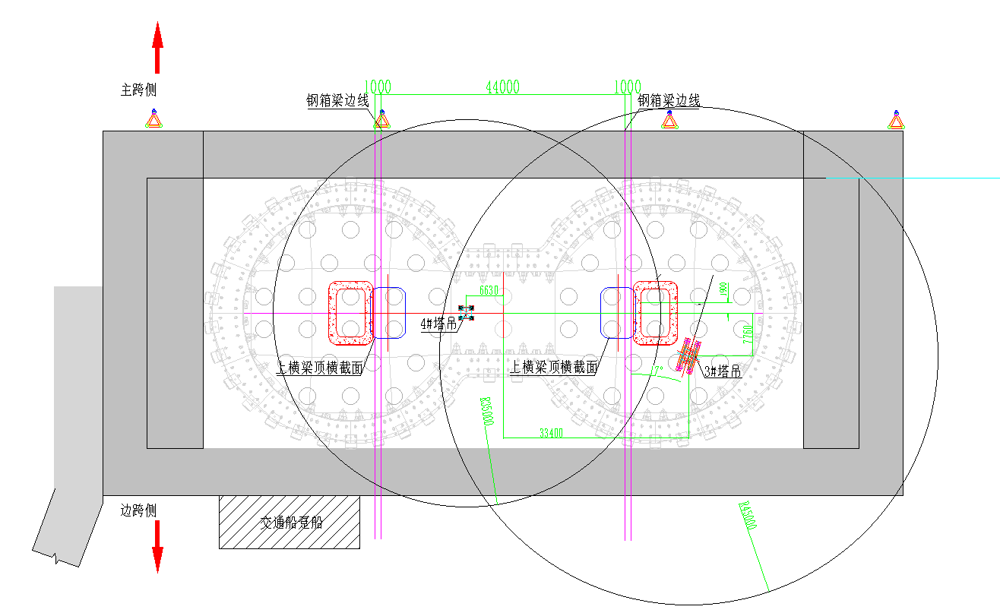 主跨侧
1000
44000
1000
钢箱梁边线
钢箱梁边线
6630
1900
4#塔吊
7760
上横梁顶横截面
上横梁顶横截面
17°
3#塔吊
R35000
33400
边跨侧
交通船趸船
R45000